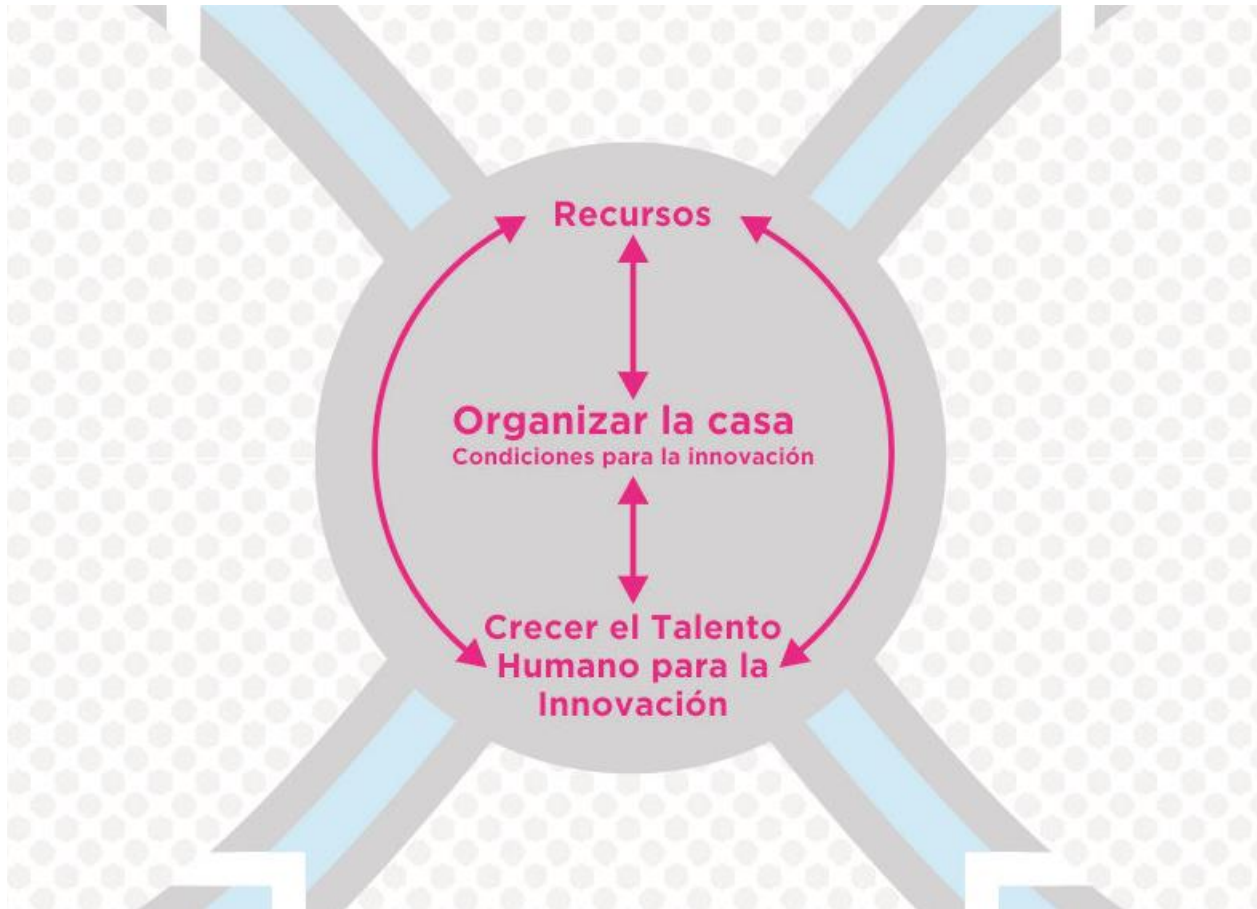 Recursos
Organizar la casa
Condiciones para la innovación
Crecer el Talento
Humano para la
Innovación